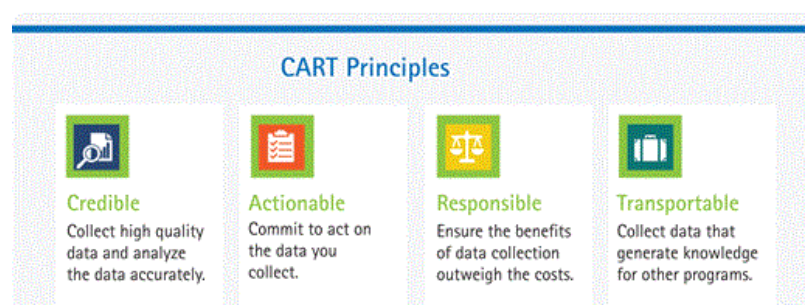 CART Principles
Credible
Collect high quality
data and analyze
the data accurately.
Actionable
Commit to act on
the data you
collect.
Responsible
Ensure the benefits
of data collection
outweigh the costs.
Transportable
Collect data that
generate knowledge
for other programs.